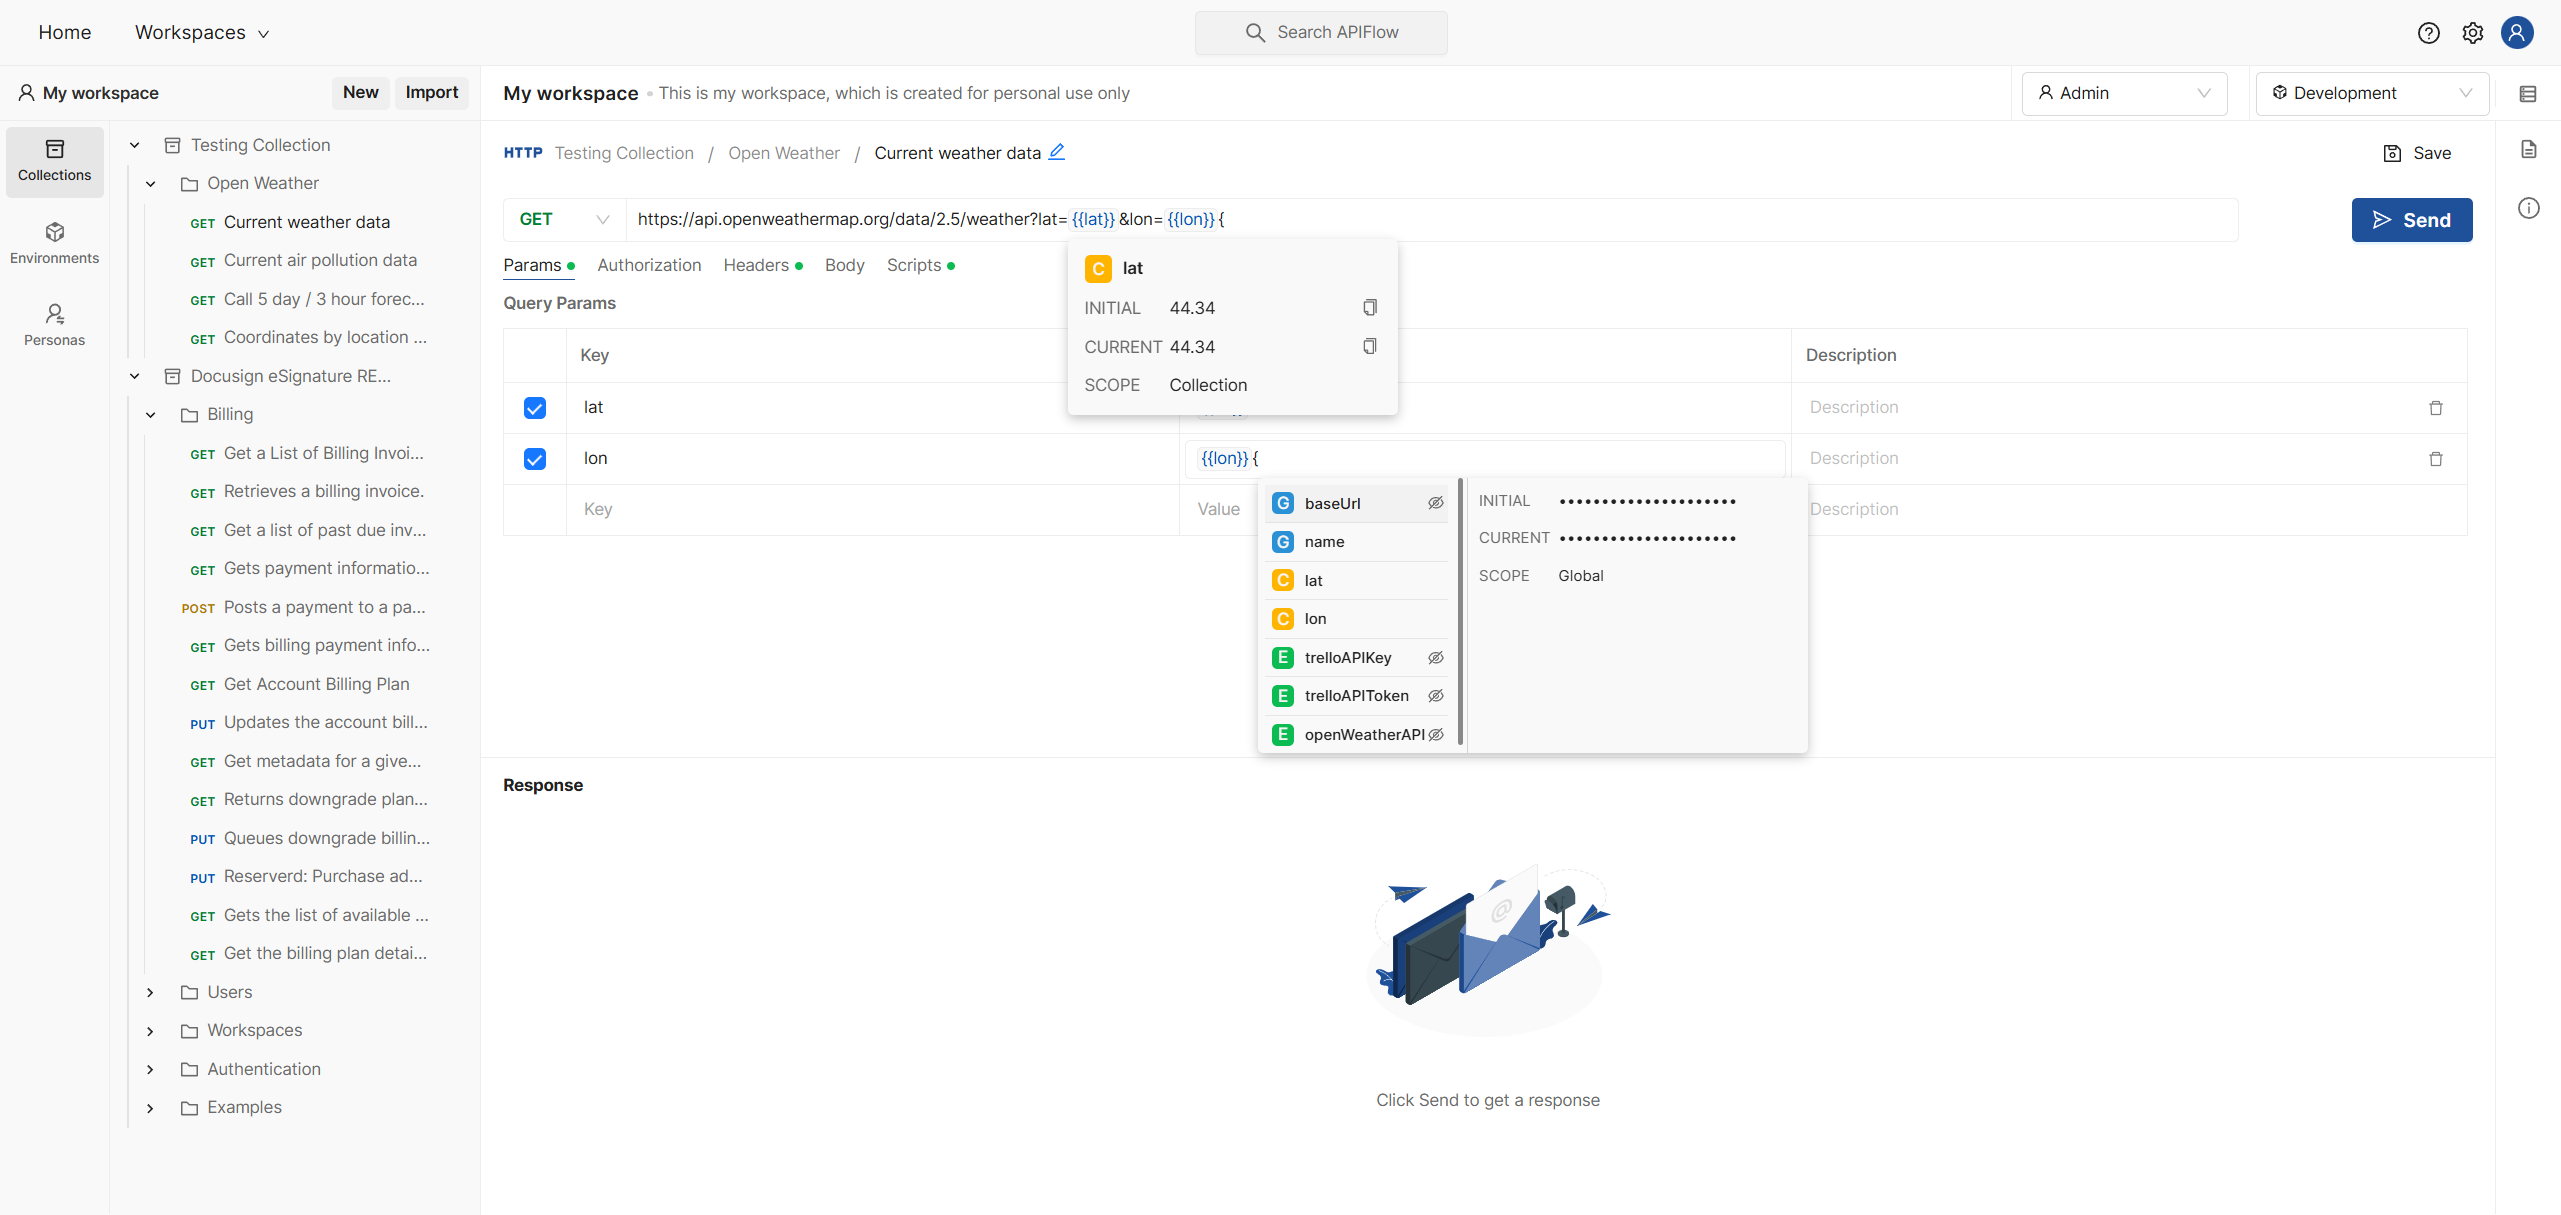 Home
Workspaces
Search APIFlow
My workspace
New
Import
My workspace
This is my workspace, which is created for personal use only
Admin
Development
Collections
Environments
Personas
Testing Collection
Open Weather
GET Current weather data
GET Current air pollution data
GET Call 5 day / 3 hour forec...
GET Coordinates by location ...
Docusign eSignature RE...
Billing
GET Get a List of Billing Invoi...
GET Retrieves a billing invoice.
GET Get a list of past due inv...
GET Gets payment informatio...
POST Posts a payment to a pa...
GET Gets billing payment info...
GET Get Account Billing Plan
PUT Updates the account bill...
GET Get metadata for a give...
GET Returns downgrade plan...
PUT Queues downgrade billin...
PUT Reserverd: Purchase ad...
GET Gets the list of available ...
GET Get the billing plan detai...
Users
Workspaces
Authentication
Examples
HTTP Testing Collection / Open Weather / Current weather data
Save
GET
https://api.openweathermap.org/data/2.5/weather?lat={{lat}}&lon={{lon}}{
Send
Params
Authorization
Headers
Body
Scripts
Query Params
C lat
INITIAL 44.34
CURRENT 44.34
SCOPE Collection
Key
Description
lat
Description
lon
{{lon}}{
Description
Key
Value
Description
G baseUrl
G name
C lat
C lon
E trelloAPIKey
E trelloAPIToken
E openWeatherAPI
INITIAL •••••••••••••••••••••
CURRENT •••••••••••••••••••••
SCOPE Global
Response
@
Click Send to get a response